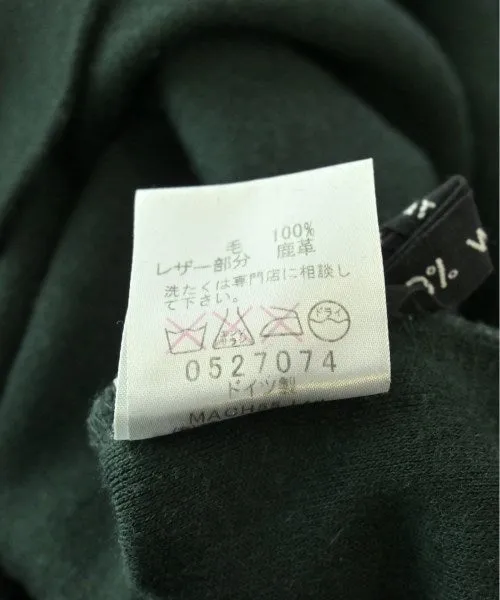 毛 100%
レザー部分 鹿革
洗たくは専門店に相談し
て下さい。
ドライ
0527074
ドイツ製
%